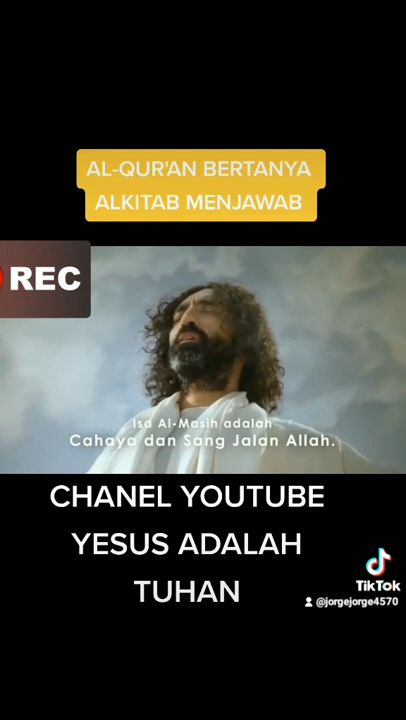 AL-QUR'AN BERTANYA
ALKITAB MENJAWAB
REC
Isa Al-Masih adalah
Cahaya dan Sang Jalan Allah.
CHANEL YOUTUBE
YESUS ADALAH
TUHAN
TikTok
@jorgejorge4570